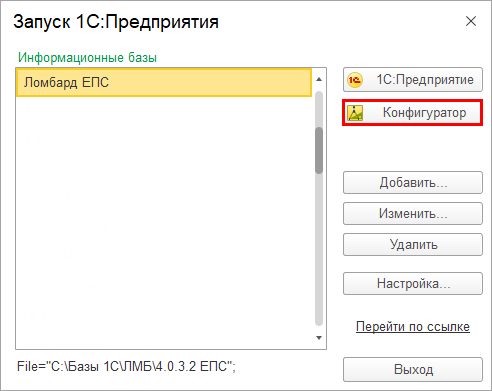 Запуск 1С:Предприятия
Информационные базы
Ломбард ЕПС
1С:Предприятие
Конфигуратор
Добавить...
Изменить...
Удалить
Настройка...
Перейти по ссылке
File="C:\Базы 1С\ЛМБ\4.0.3.2 ЕПС";
Выход